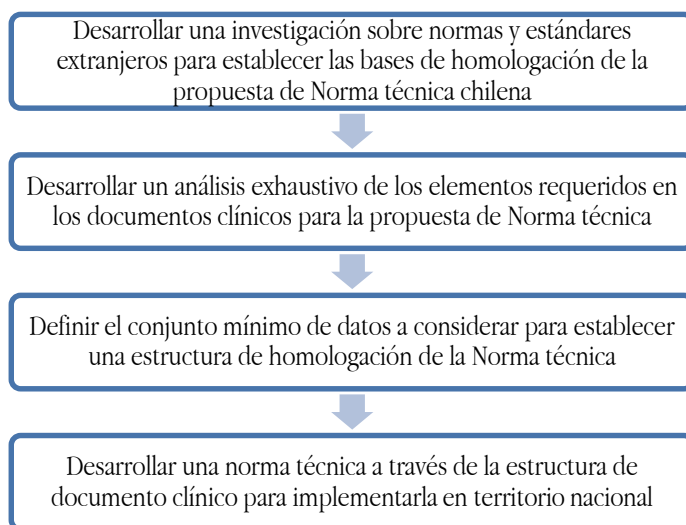 Desarrollar una investigación sobre normas y estándares
extranjeros para establecer las bases de homologación de la
propuesta de Norma técnica chilena
Desarrollar un análisis exhaustivo de los elementos requeridos en
los documentos clínicos para la propuesta de Norma técnica
Definir el conjunto mínimo de datos a considerar para establecer
una estructura de homologación de la Norma técnica
Desarrollar una norma técnica a través de la estructura de
documento clínico para implementarla en territorio nacional